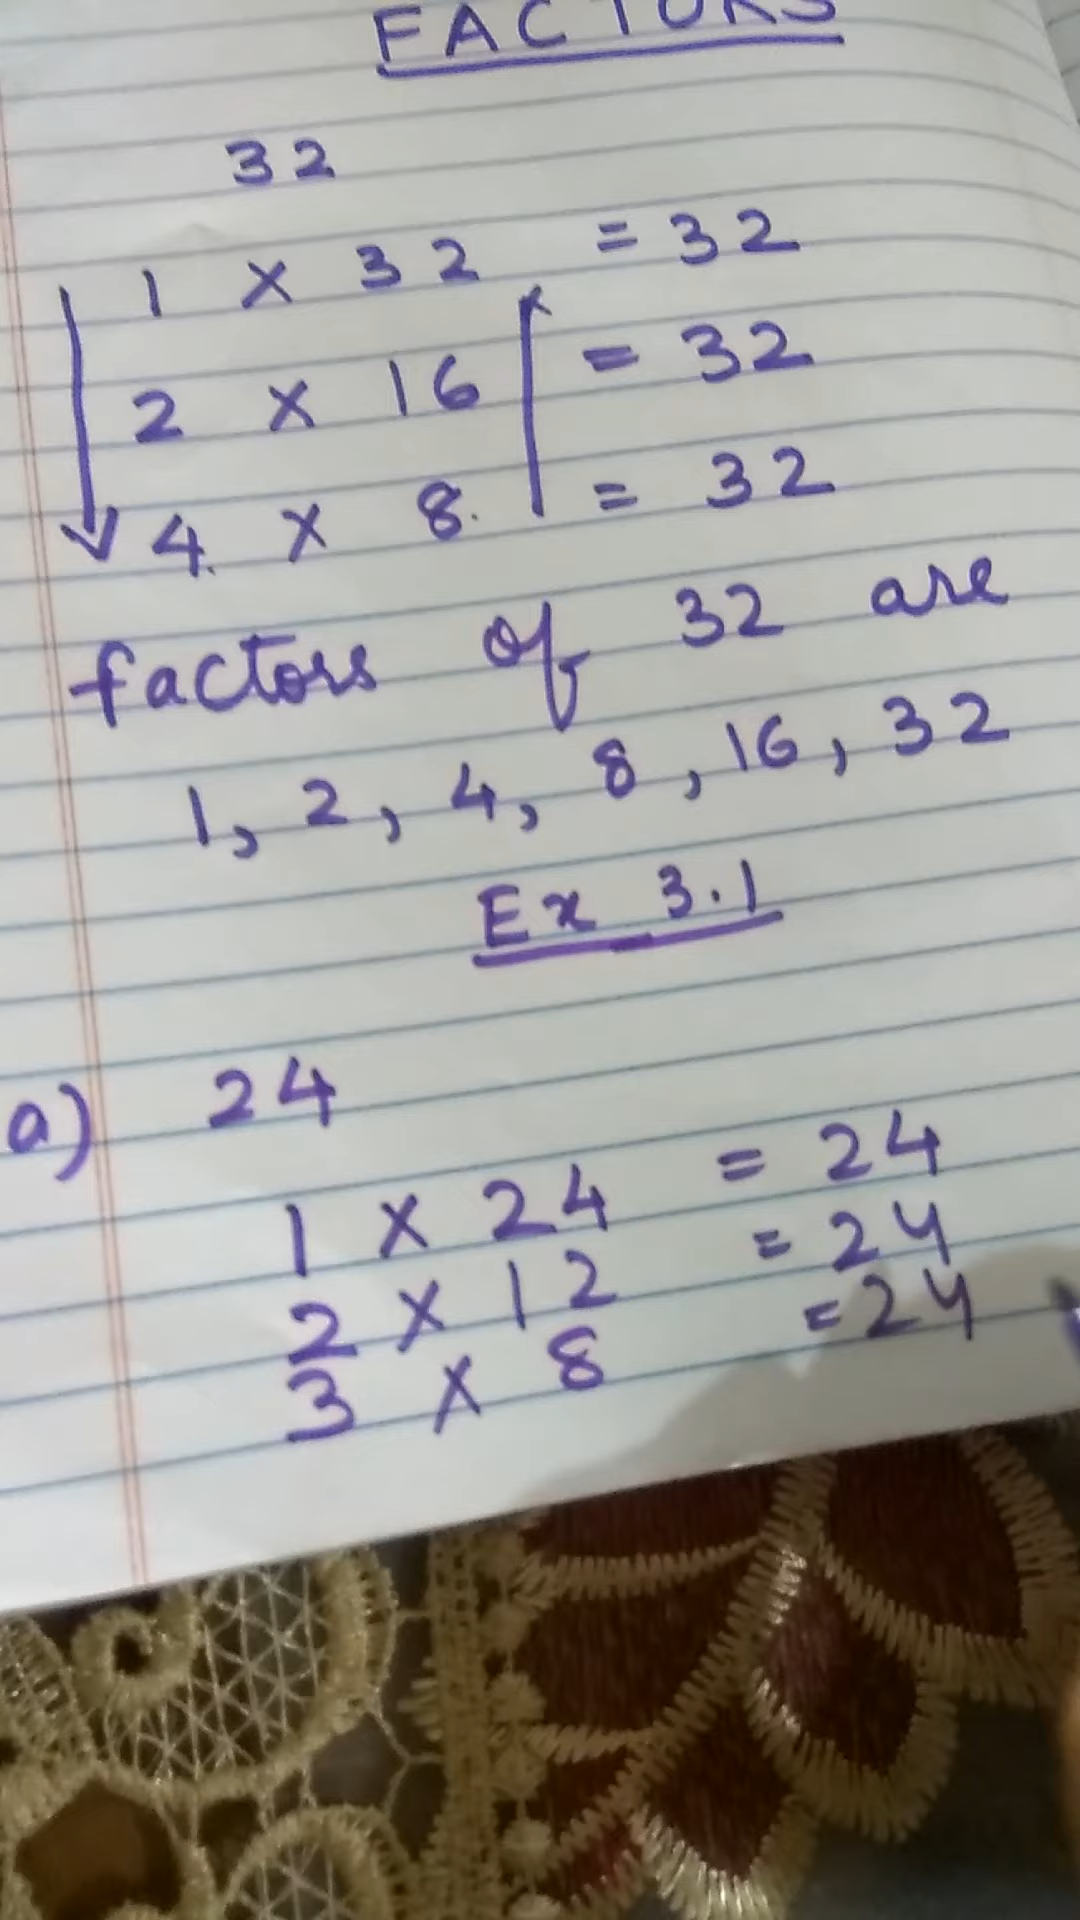 FACTORS
32
1 × 32 = 32
2 × 16 = 32
4. × 8. = 32
factors of 32 are
1, 2, 4, 8, 16, 32
Ex 3.1
a) 24
1 × 24 = 24
2 × 12 = 24
3 × 8 = 24